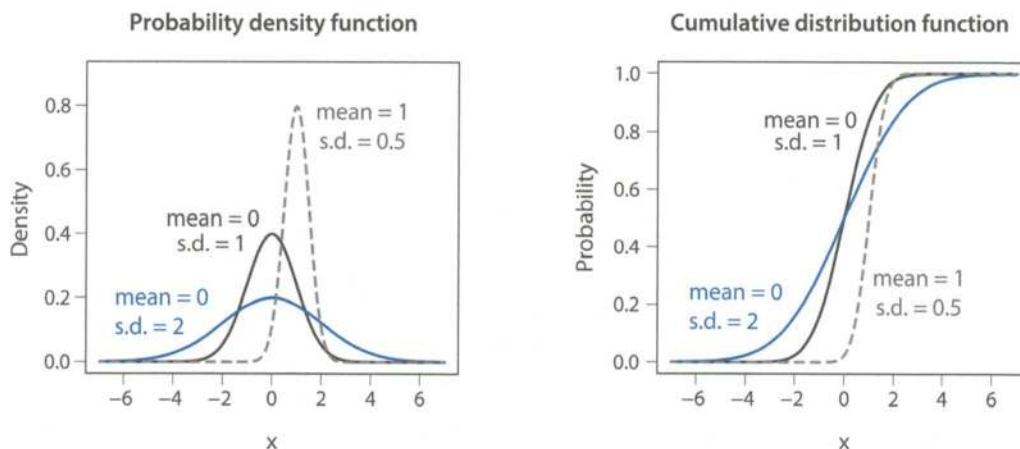 Probability density function
0.8
0.6
0.4
0.2
0.0
Density
mean = 1
s.d. = 0.5
mean = 0
s.d. = 1
mean = 0
s.d. = 2
−6
−4
−2
0
2
4
6
x
Cumulative distribution function
1.0
0.8
0.6
0.4
0.2
0.0
Probability
mean = 0
s.d. = 1
mean = 0
s.d. = 2
mean = 1
s.d. = 0.5
−6
−4
−2
0
2
4
6
x